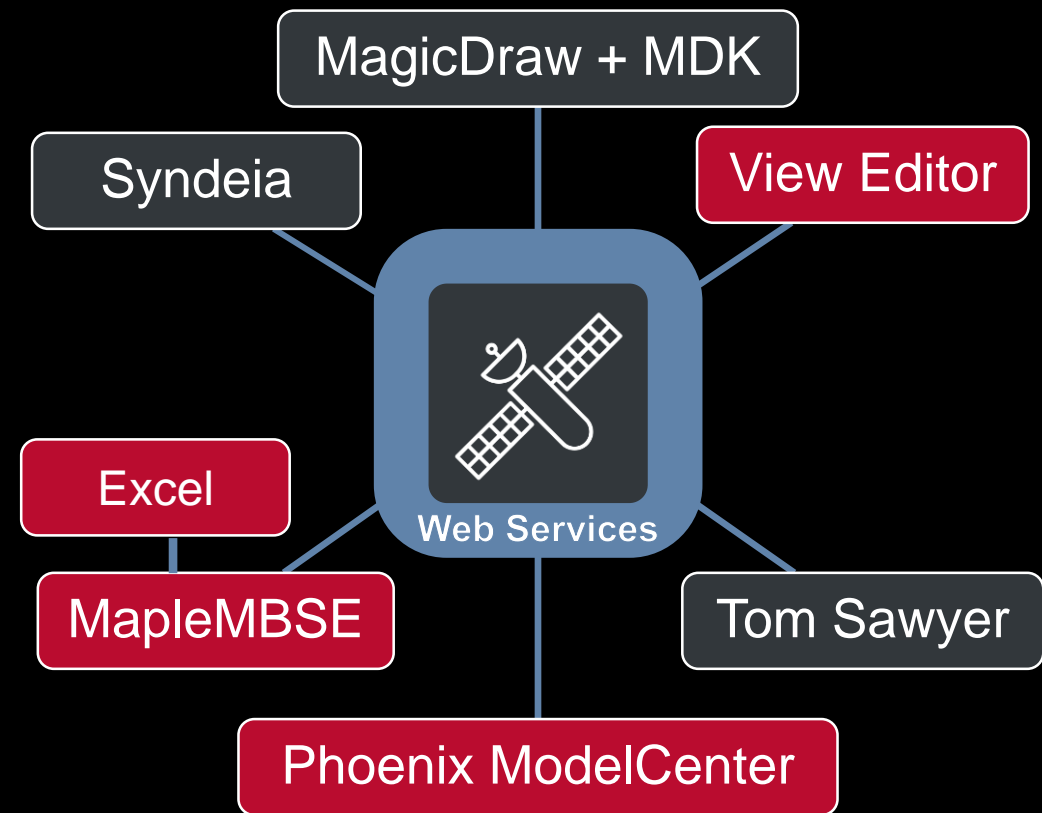 MagicDraw + MDK
Syndeia
View Editor
Web Services
Excel
MapleMBSE
Tom Sawyer
Phoenix ModelCenter